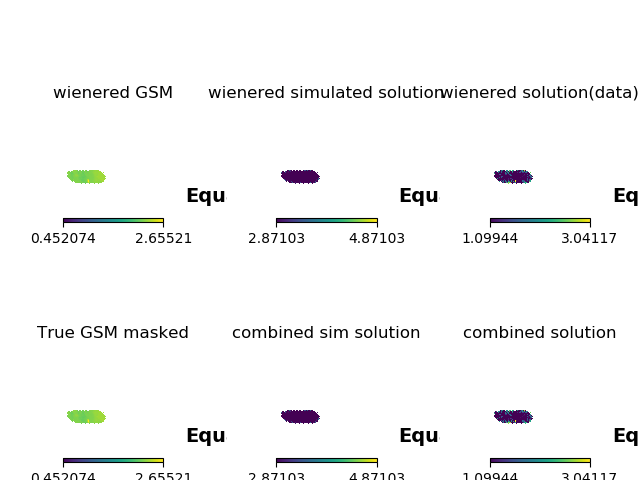 wienered GSM wienered simulated solution wienered solution(data)
Equ Equ Eq
0.452074 2.65521 2.87103 4.87103 1.09944 3.04117
True GSM masked combined sim solution combined solution
Equ Equ Eq
0.452074 2.65521 2.87103 4.87103 1.09944 3.04117